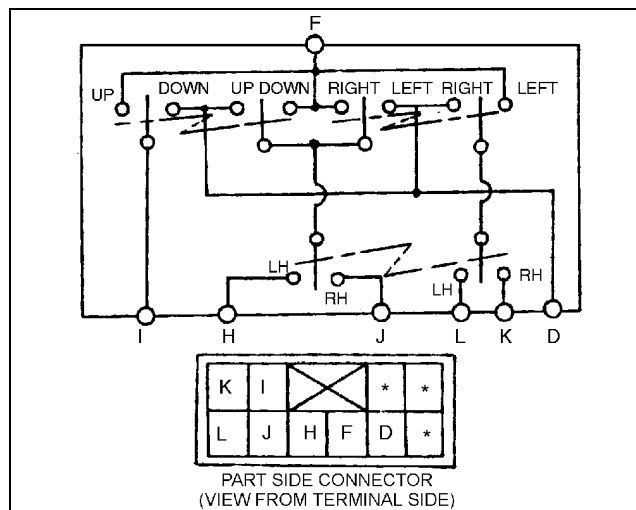 F
UP DOWN UP DOWN RIGHT LEFT RIGHT LEFT
LH RH LH RH
I H J L K D
K I * *
L J H F D *
PART SIDE CONNECTOR
(VIEW FROM TERMINAL SIDE)